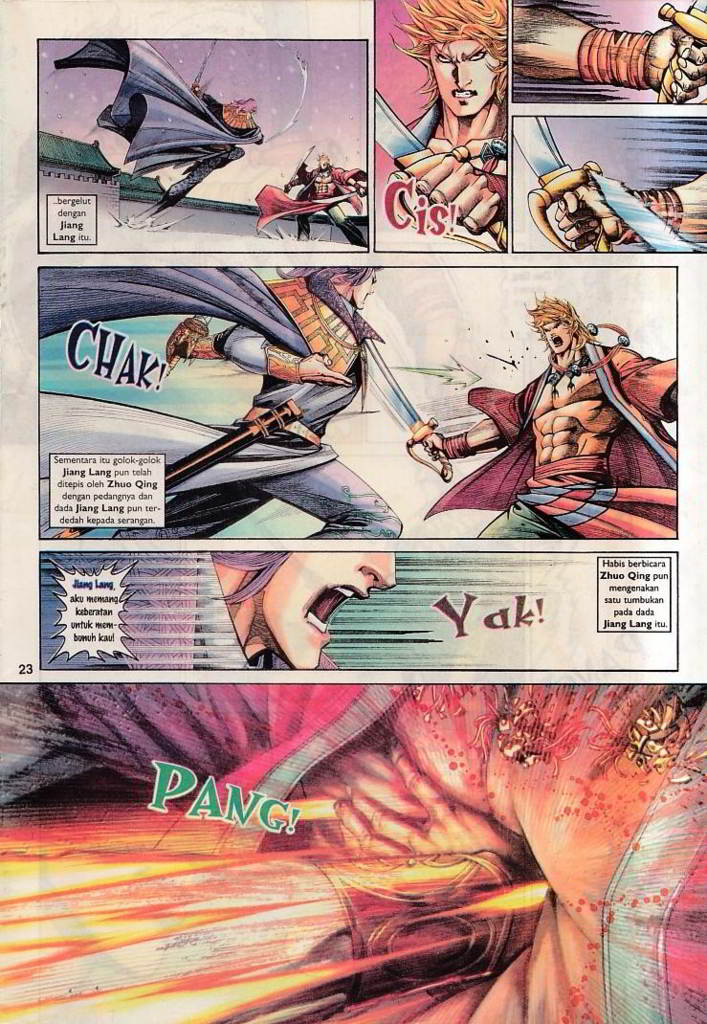 ..bergelut
dengan
Jiang
Lang itu.
Cis!
CHAK!
Sementara itu golok-golok
Jiang Lang pun telah
ditepis oleh Zhuo Qing
dengan pedangnya dan
dada Jiang Lang pun ter-
dedah kepada serangan.
Jiang Lang,
aku memang
keberatan
untuk mem-
bunuh kau!
Yak!
Habis berbicara
Zhuo Qing pun
mengenakan
satu tumbukan
pada dada
Jiang Lang itu.
23
PANG!